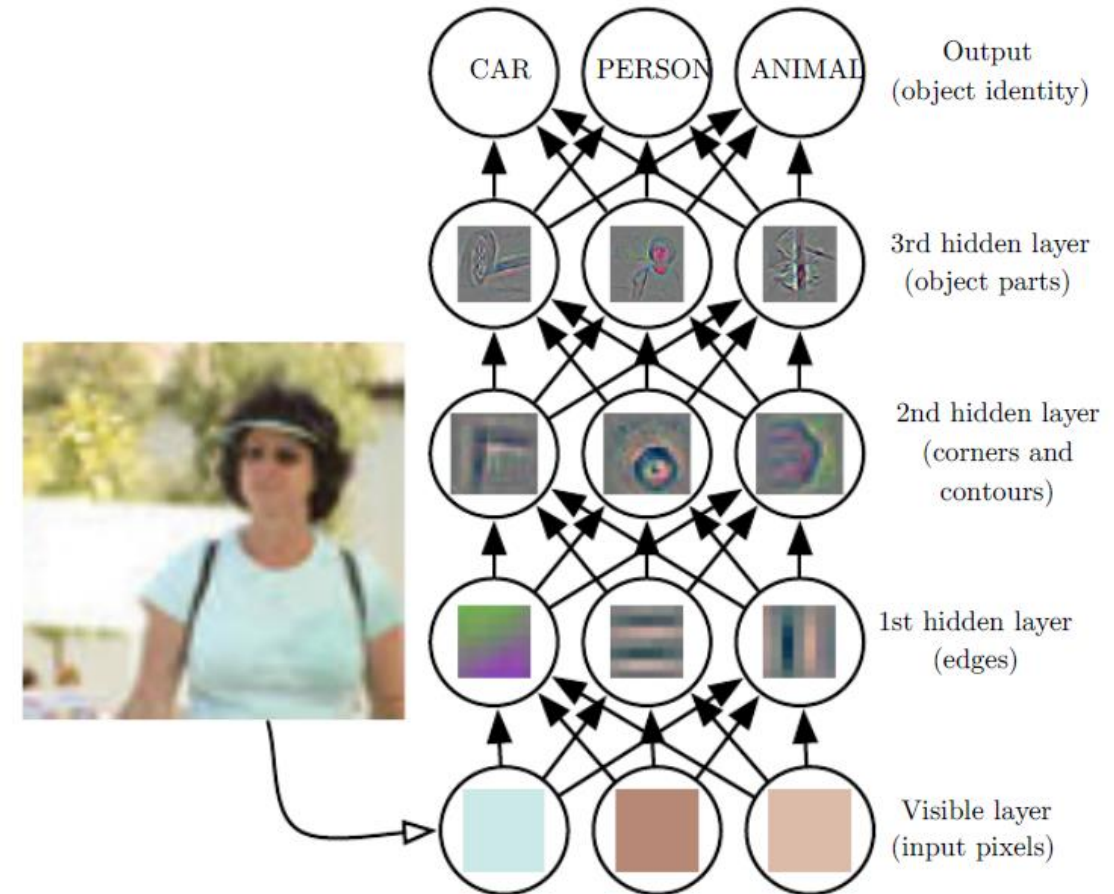 CAR PERSON ANIMAL
Output
(object identity)
3rd hidden layer
(object parts)
2nd hidden layer
(corners and
contours)
1st hidden layer
(edges)
Visible layer
(input pixels)